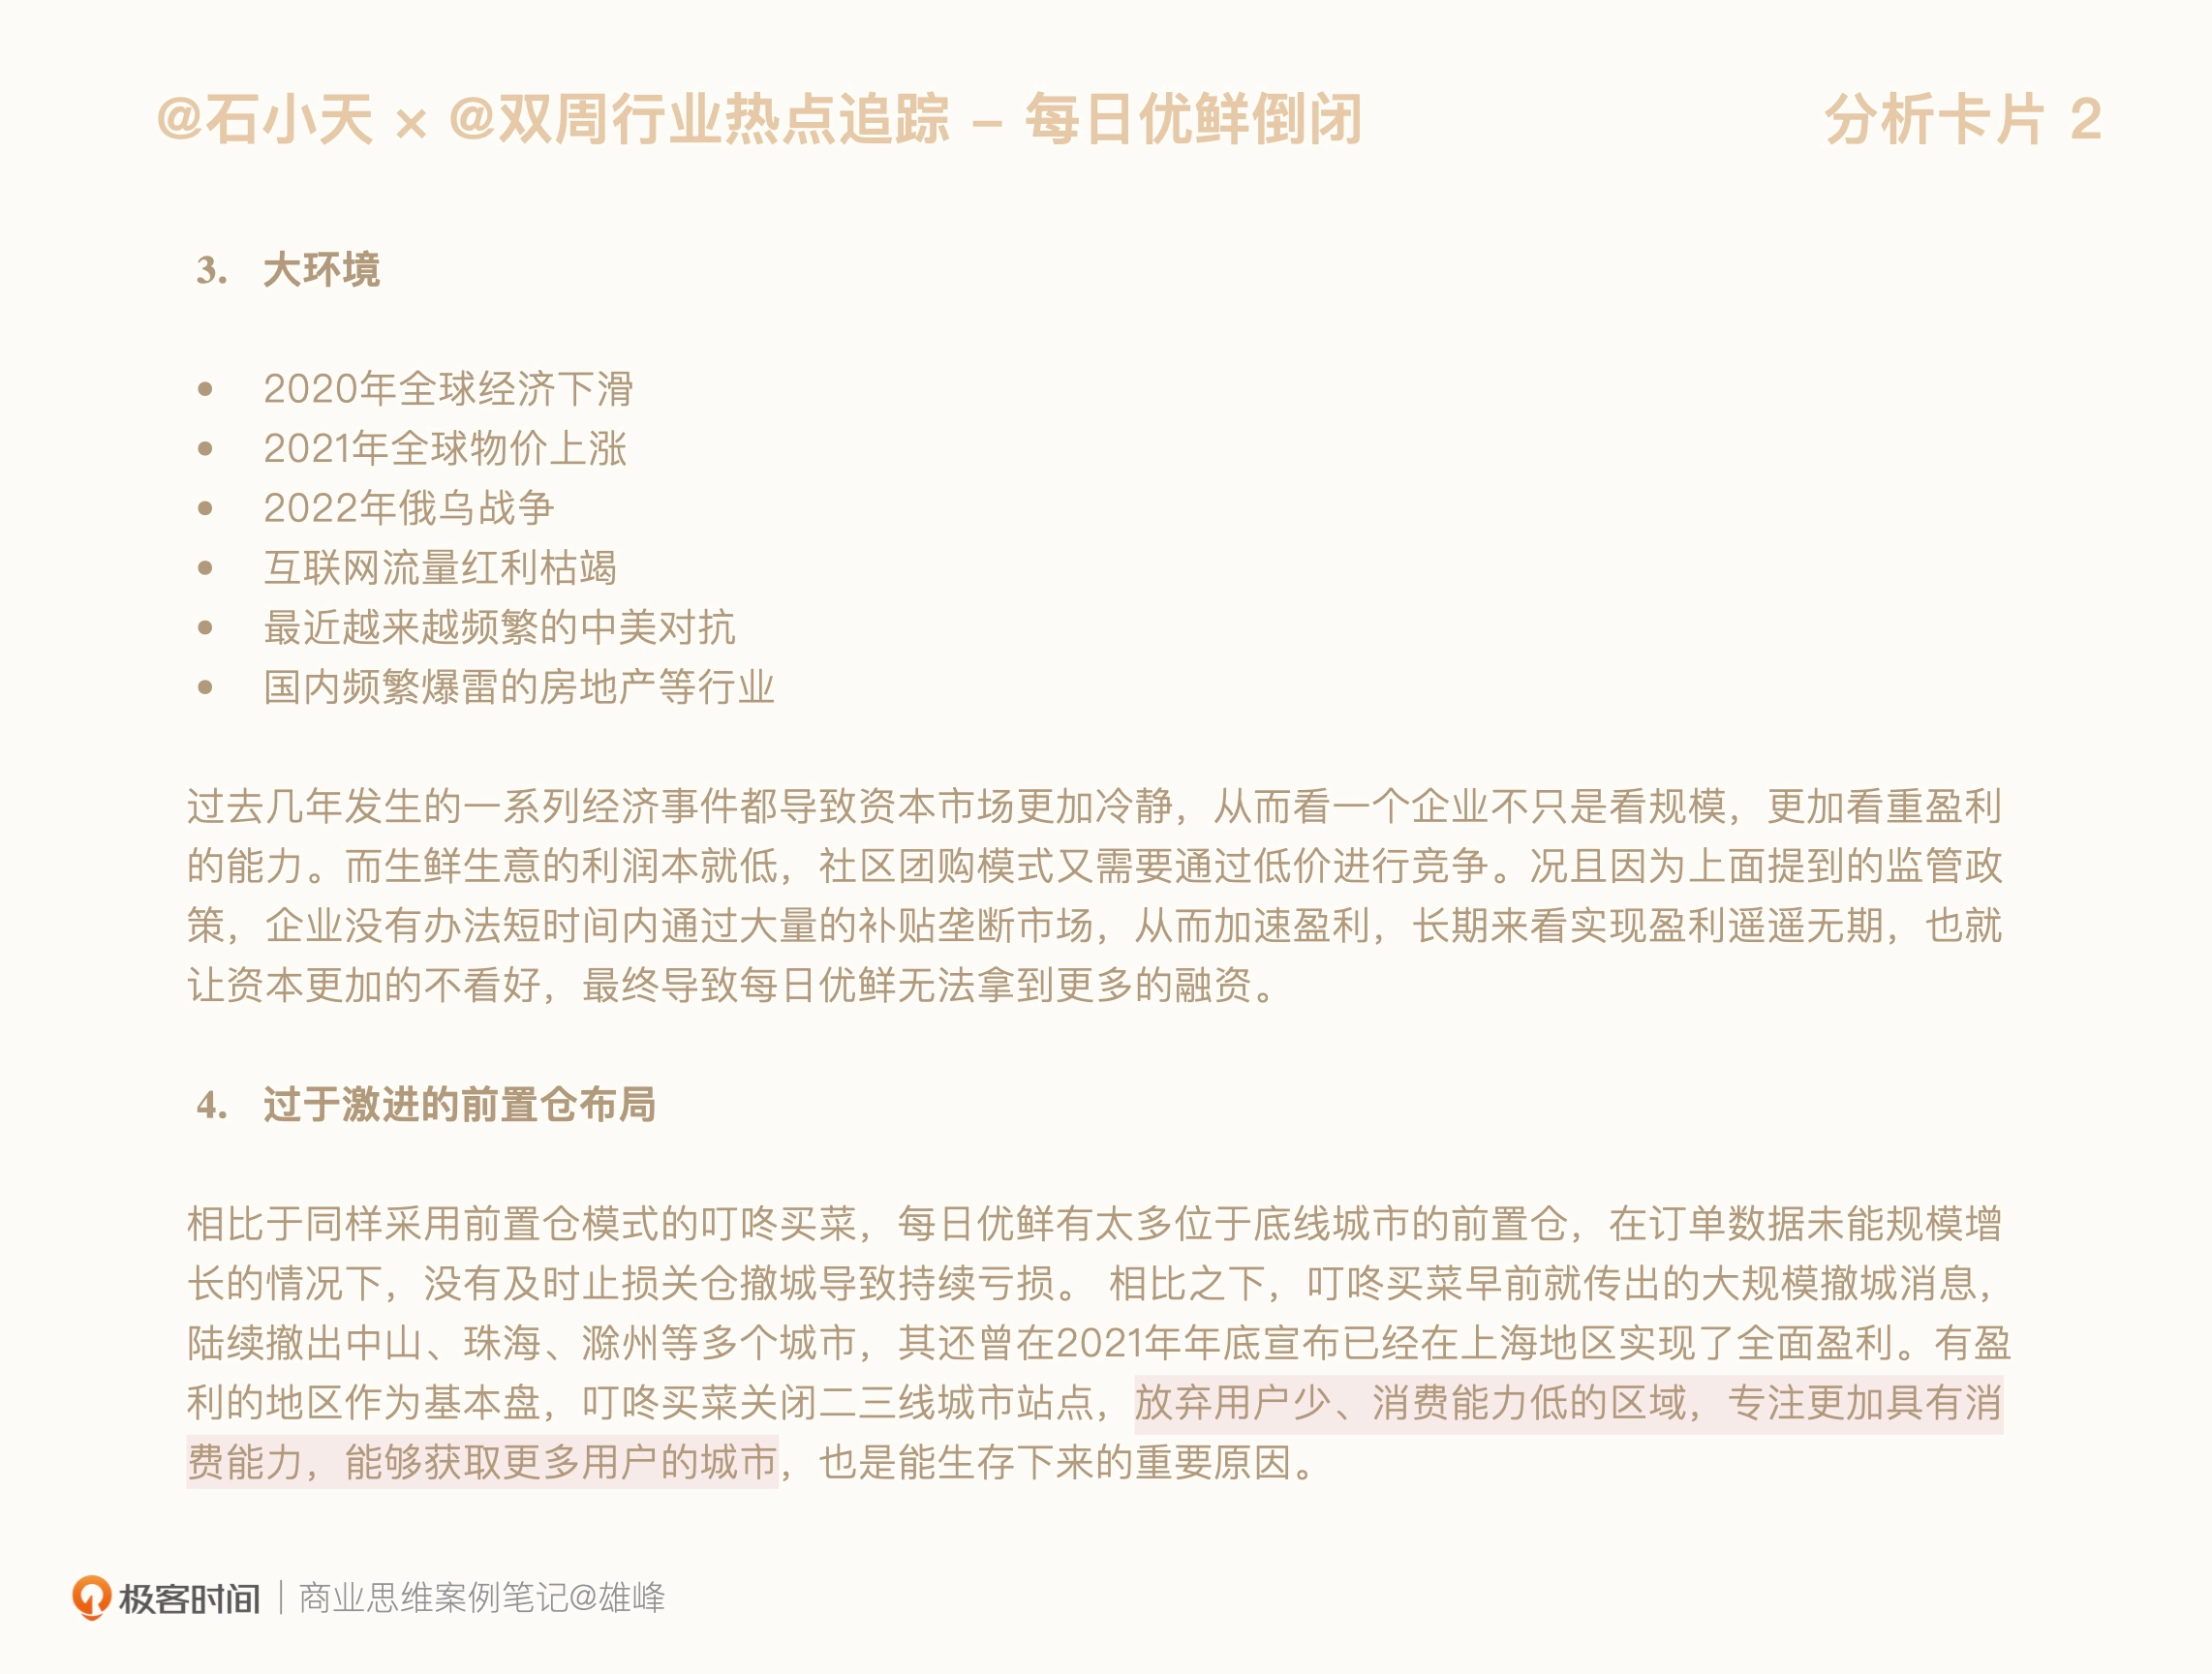 @石小天 × @双周行业热点追踪 – 每日优鲜倒闭
分析卡片 2
3. 大环境
• 2020年全球经济下滑
• 2021年全球物价上涨
• 2022年俄乌战争
• 互联网流量红利枯竭
• 最近越来越频繁的中美对抗
• 国内频繁爆雷的房地产等行业
过去几年发生的一系列经济事件都导致资本市场更加冷静，从而看一个企业不只是看规模，更加看重盈利
的能力。而生鲜生意的利润本就低，社区团购模式又需要通过低价进行竞争。况且因为上面提到的监管政
策，企业没有办法短时间内通过大量的补贴垄断市场，从而加速盈利，长期来看实现盈利遥遥无期，也就
让资本更加的不看好，最终导致每日优鲜无法拿到更多的融资。
4. 过于激进的前置仓布局
相比于同样采用前置仓模式的叮咚买菜，每日优鲜有太多位于底线城市的前置仓，在订单数据未能规模增
长的情况下，没有及时止损关仓撤城导致持续亏损。 相比之下，叮咚买菜早前就传出的大规模撤城消息，
陆续撤出中山、珠海、滁州等多个城市，其还曾在2021年年底宣布已经在上海地区实现了全面盈利。有盈
利的地区作为基本盘，叮咚买菜关闭二三线城市站点，放弃用户少、消费能力低的区域，专注更加具有消
费能力，能够获取更多用户的城市，也是能生存下来的重要原因。
极客时间 | 商业思维案例笔记@雄峰